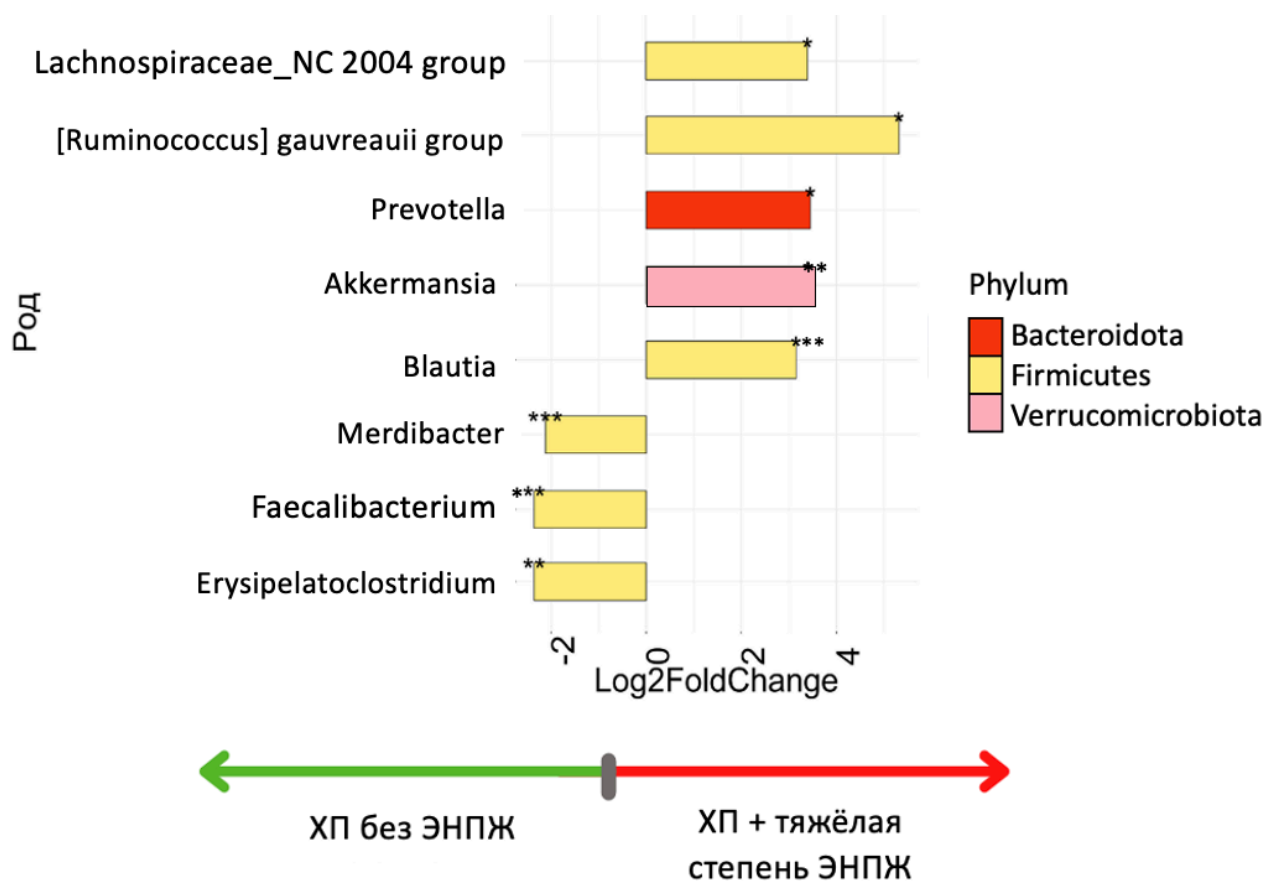 Lachnospiraceae_NC 2004 group
*
[Ruminococcus] gauvreauii group
*
Prevotella
*
Akkermansia
**
Blautia
***
Merdibacter
***
Faecalibacterium
***
Erysipelatoclostridium
**
Род
-2
0
2
4
Log2FoldChange
Phylum
Bacteroidota
Firmicutes
Verrucomicrobiota
ХП без ЭНПЖ
ХП + тяжёлая
степень ЭНПЖ